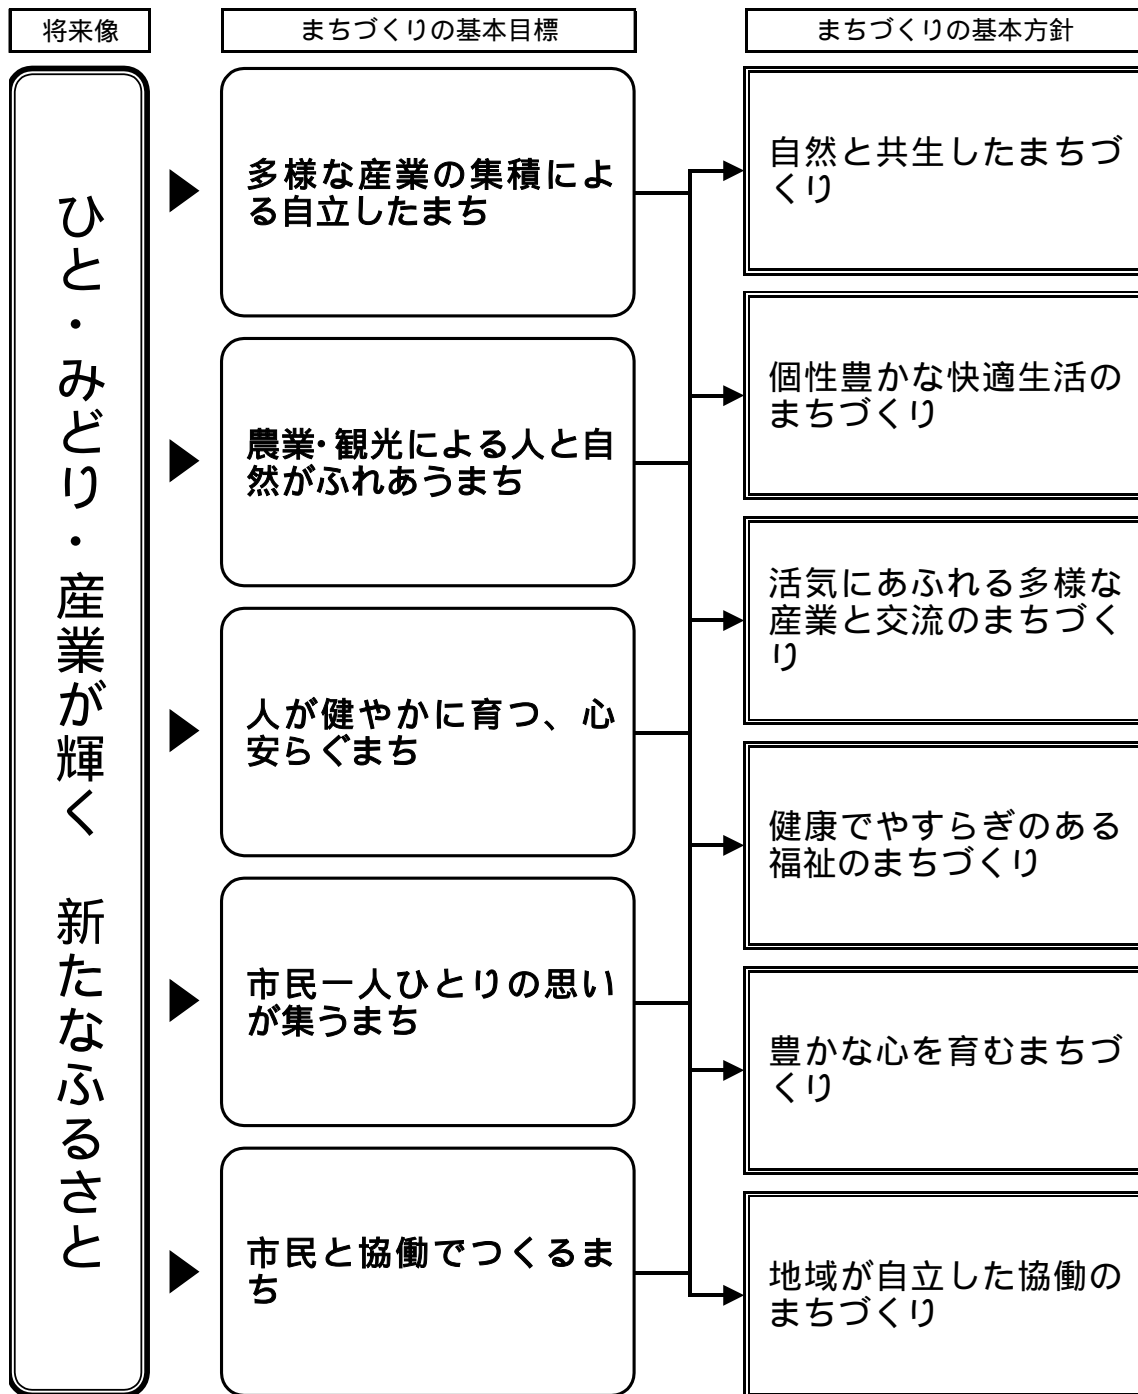 将来像
まちづくりの基本目標
まちづくりの基本方針
ひと・みどり・産業が輝く　新たなふるさと
多様な産業の集積によ
る自立したまち
農業・観光による人と自
然がふれあうまち
人が健やかに育つ、心
安らぐまち
市民一人ひとりの思い
が集うまち
市民と協働でつくるま
ち
自然と共生したまちづ
くり
個性豊かな快適生活の
まちづくり
活気にあふれる多様な
産業と交流のまちづく
り
健康でやすらぎのある
福祉のまちづくり
豊かな心を育むまちづ
くり
地域が自立した協働の
まちづくり